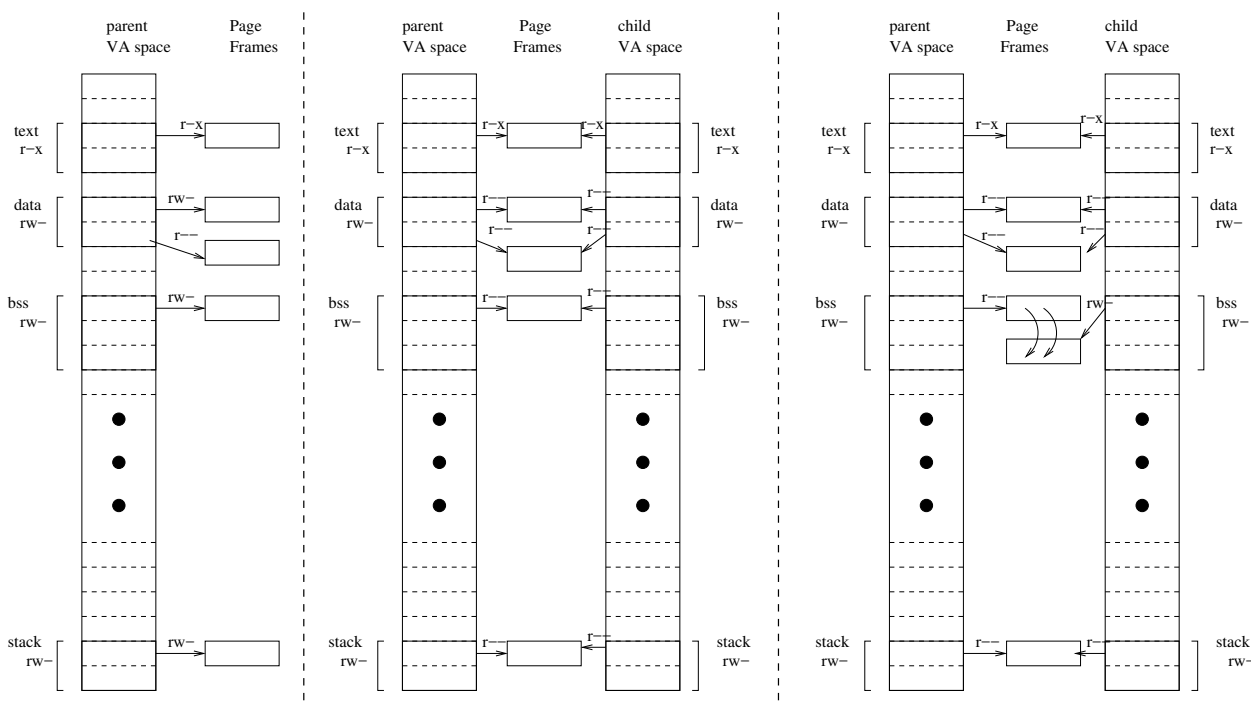 parent
VA space
Page
Frames
text
r−x
r−x
data
rw−
rw−
r−−
bss
rw−
rw−
stack
rw−
rw−
parent
VA space
Page
Frames
child
VA space
text
r−x
r−x
r−x
text
r−x
data
rw−
r−−
r−−
data
rw−
r−−
r−−
bss
rw−
r−−
r−−
bss
rw−
stack
rw−
r−−
r−−
stack
rw−
parent
VA space
Page
Frames
child
VA space
text
r−x
r−x
r−x
text
r−x
data
rw−
r−−
r−−
data
rw−
r−−
r−−
bss
rw−
r−−
rw−
bss
rw−
stack
rw−
r−−
r−−
stack
rw−